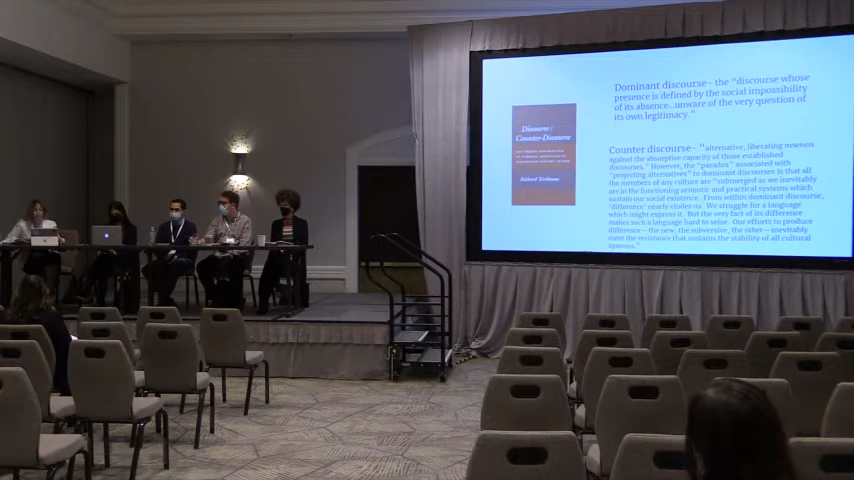 Discourse/
Counter-Discourse
Richard Terdiman
Dominant discourse- the "discourse whose
presence is defined by the social impossibility
of its absence...unware of the very question of
its own legitimacy."
Counter discourse- "alternative, liberating newness
against the absorptive capacity of those established
discourses." However, the "paradox" associated with
"projecting alternatives" to dominant discourses is that all
the members of any culture are "submerged as we inevitably
are in the functioning semantic and practical systems which
sustain our social existence. From within dominant discourse,
'difference' nearly eludes us. We struggle for a language
which might express it. But the very fact of its difference
makes such a language hard to seize. Our efforts to produce
difference—the new, the subversive, the other—inevitably
meet the resistance that sustains the stability of all cultural
systems."